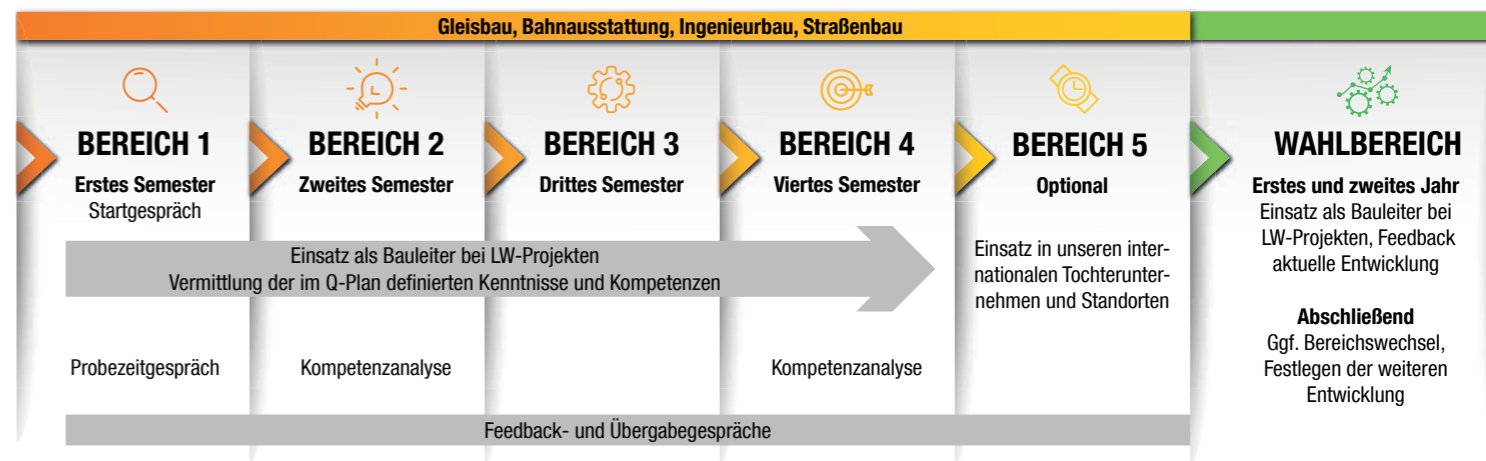 Gleisbau, Bahnausstattung, Ingenieurbau, Straßenbau
BEREICH 1
Erstes Semester
Startgespräch
BEREICH 2
Zweites Semester
BEREICH 3
Drittes Semester
BEREICH 4
Viertes Semester
Einsatz als Bauleiter bei LW-Projekten
Vermittlung der im Q-Plan definierten Kenntnisse und Kompetenzen
Probezeitgespräch
Kompetenzanalyse
Kompetenzanalyse
BEREICH 5
Optional
Einsatz in unseren inter-
nationalen Tochterunter-
nehmen und Standorten
Feedback- und Übergabegespräche
WAHLBEREICH
Erstes und zweites Jahr
Einsatz als Bauleiter bei
LW-Projekten, Feedback
aktuelle Entwicklung
Abschließend
Ggf. Bereichswechsel,
Festlegen der weiteren
Entwicklung